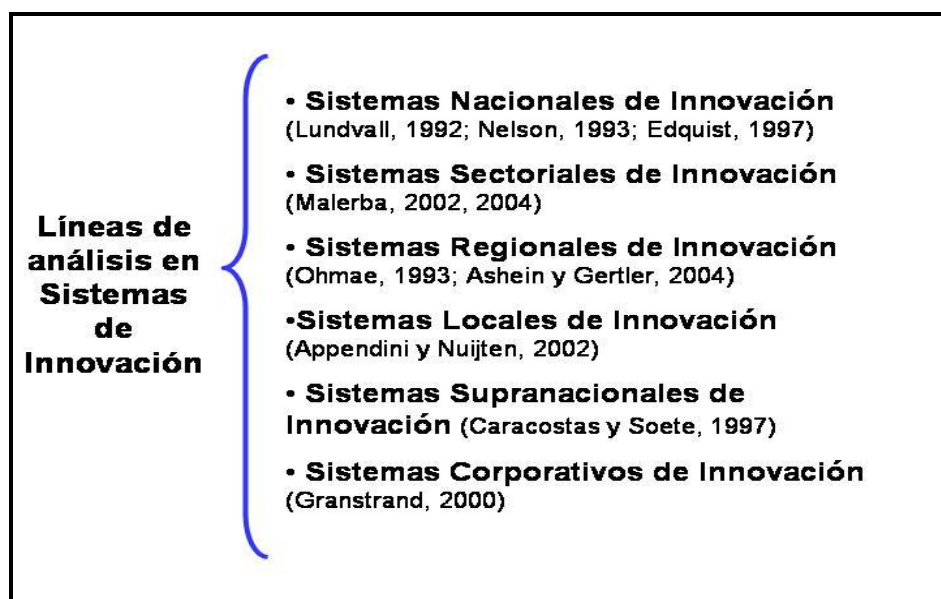 Líneas de
análisis en
Sistemas
de
Innovación
• Sistemas Nacionales de Innovación
(Lundvall, 1992; Nelson, 1993; Edquist, 1997)
• Sistemas Sectoriales de Innovación
(Malerba, 2002, 2004)
• Sistemas Regionales de Innovación
(Ohmae, 1993; Ashein y Gertler, 2004)
•Sistemas Locales de Innovación
(Appendini y Nuijten, 2002)
• Sistemas Supranacionales de
Innovación (Caracostas y Soete, 1997)
• Sistemas Corporativos de Innovación
(Granstrand, 2000)